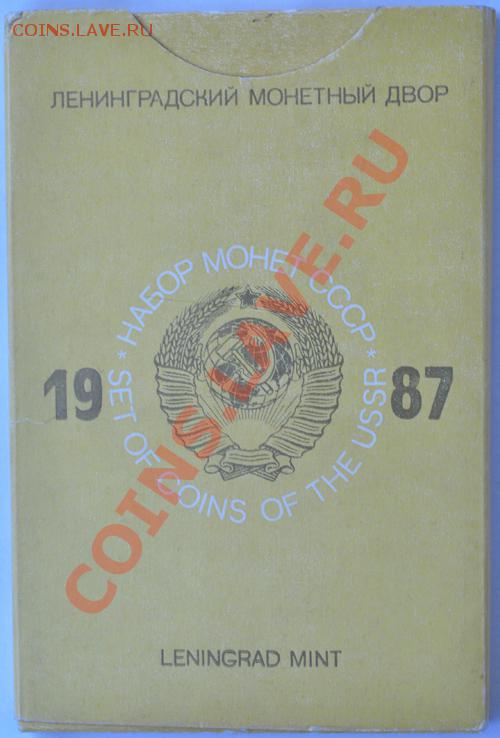 COINS.LAVE.RU
ЛЕНИНГРАДСКИЙ МОНЕТНЫЙ ДВОР
* НАБОР МОНЕТ СССР *
19 87
SET OF COINS OF THE USSR
LENINGRAD MINT
COINS.LAVE.RU